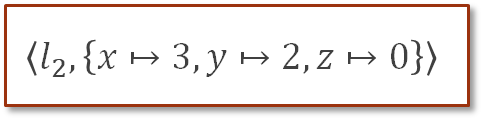 ⟨l₂, {x ↦ 3, y ↦ 2, z ↦ 0}⟩